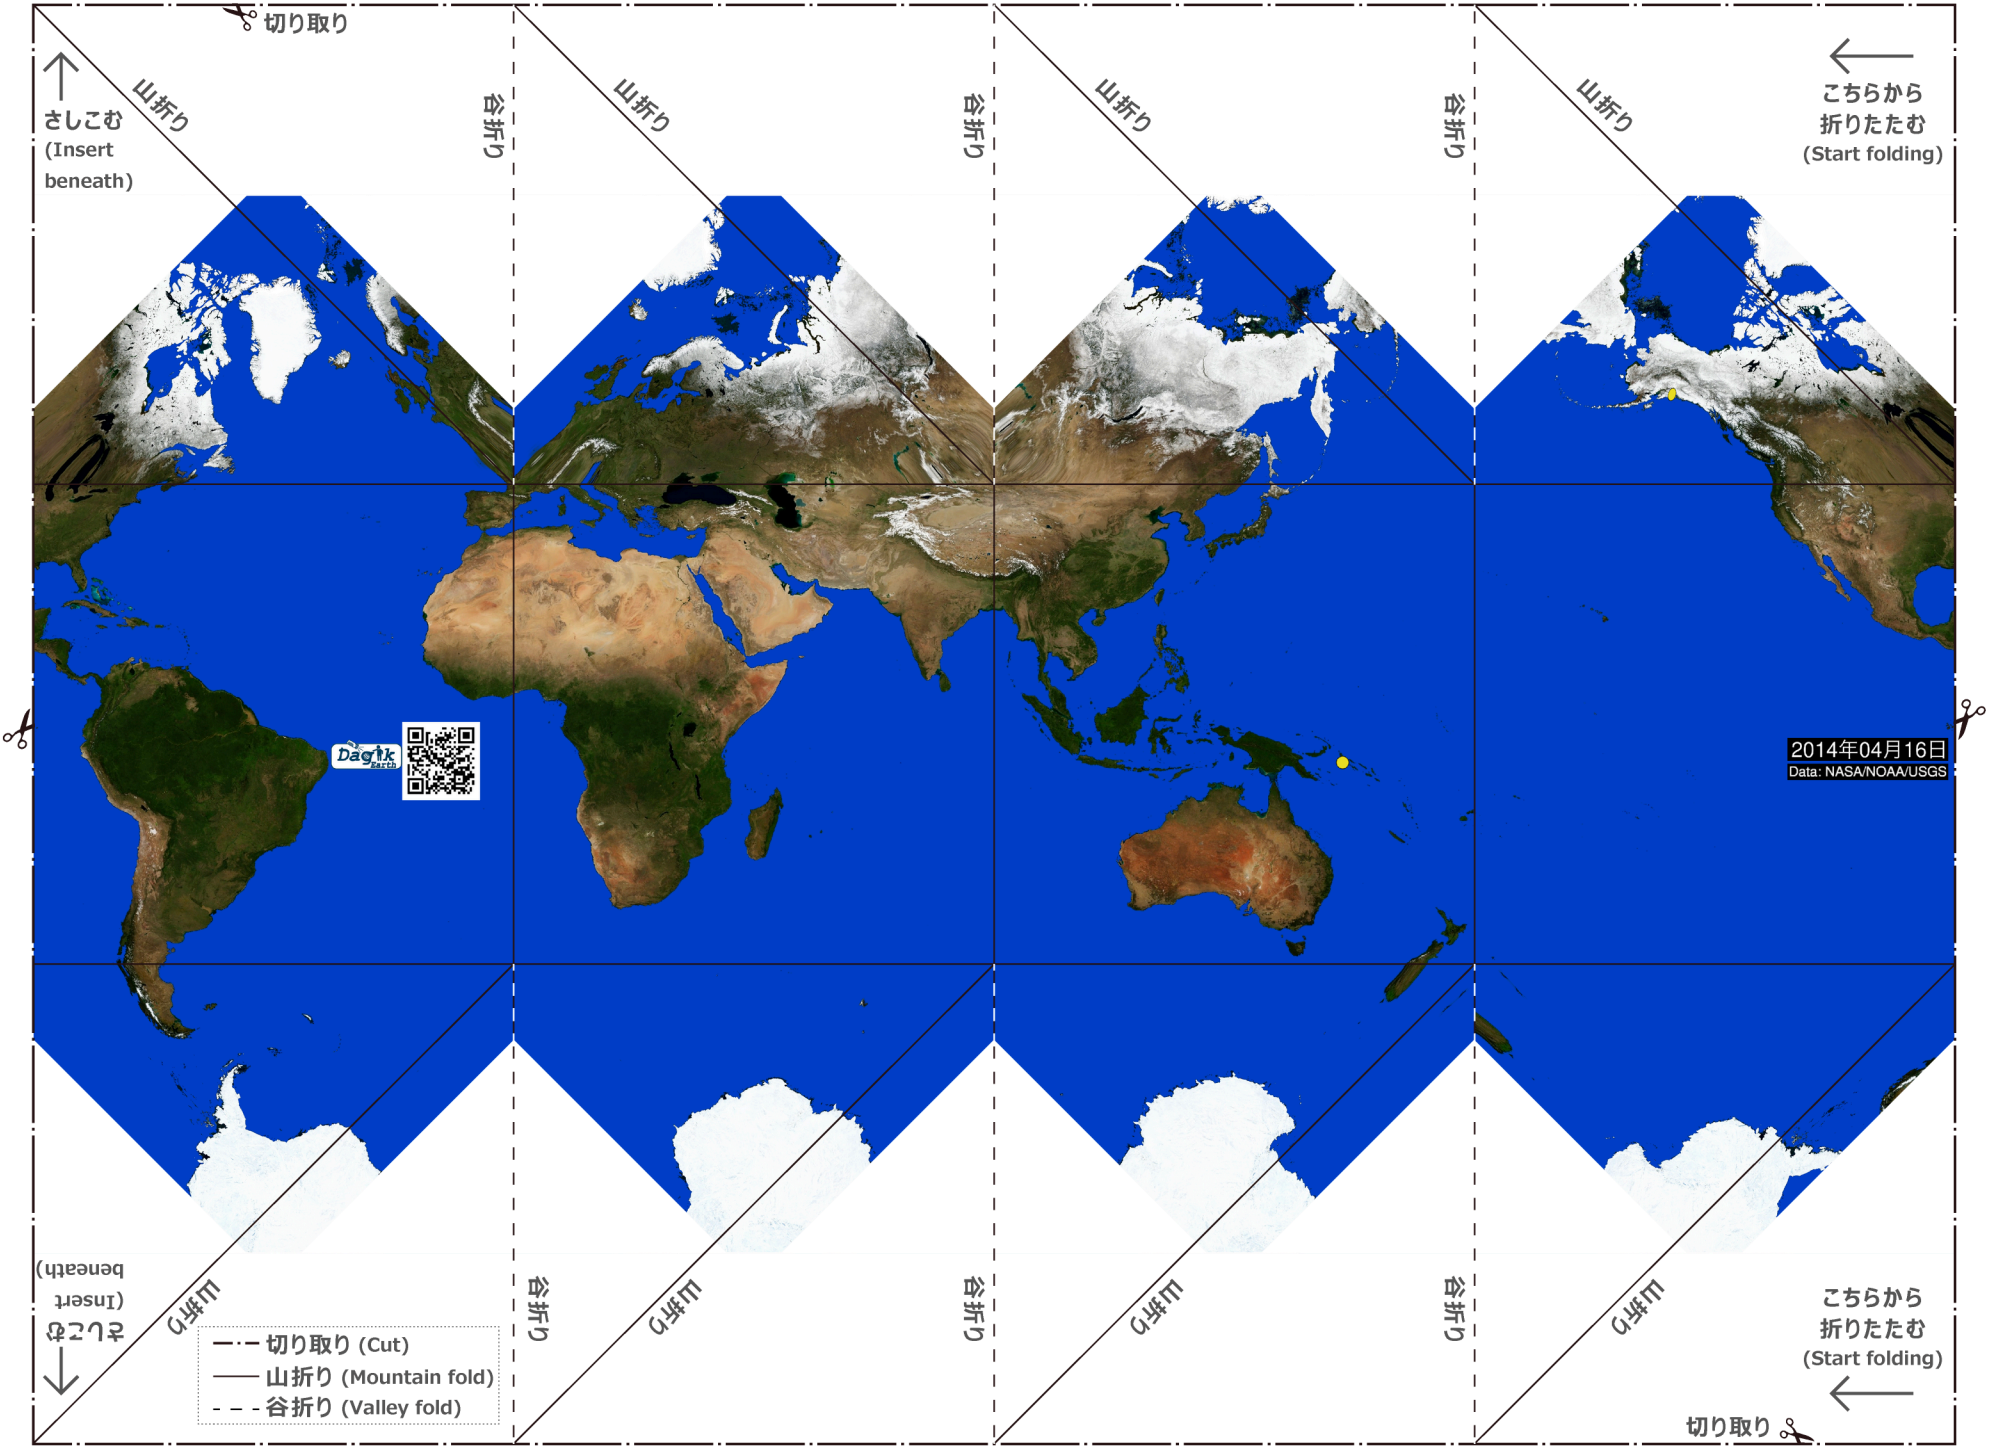 切り取り
さしこむ
(Insert
beneath)
山折り
谷折り
山折り
谷折り
山折り
谷折り
山折り
こちらから
折りたたむ
(Start folding)
Dagik
Earth
2014年04月16日
Data: NASA/NOAA/USGS
さしこむ
(Insert
beneath)
山折り
谷折り
山折り
谷折り
山折り
谷折り
山折り
こちらから
折りたたむ
(Start folding)
切り取り (Cut)
山折り (Mountain fold)
谷折り (Valley fold)
切り取り